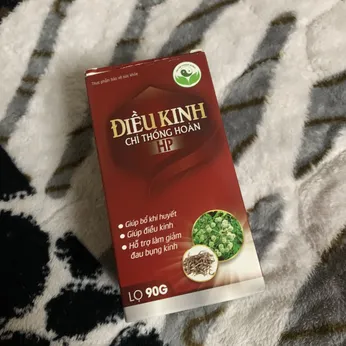 Thực phẩm bảo vệ sức khỏe
ĐIỀU KINH
CHỈ THỐNG HOÀN
HP
- Giúp bổ khí huyết
- Giúp điều kinh
- Hỗ trợ làm giảm
đau bụng kinh
LỌ 90G